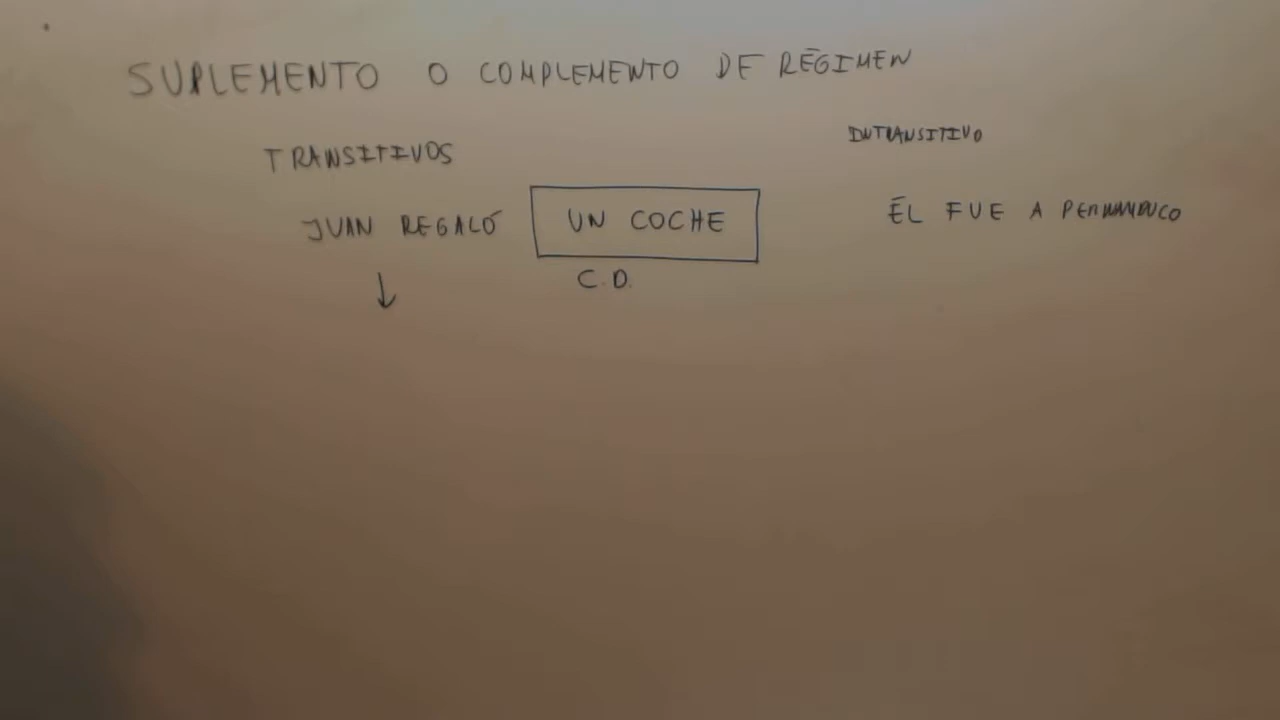 SUPLEMENTO O COMPLEMENTO DE RÉGIMEN
TRANSITIVOS
INTRANSITIVO
JUAN REGALÓ UN COCHE
ÉL FUE A PERNAMBUCO
C.D.